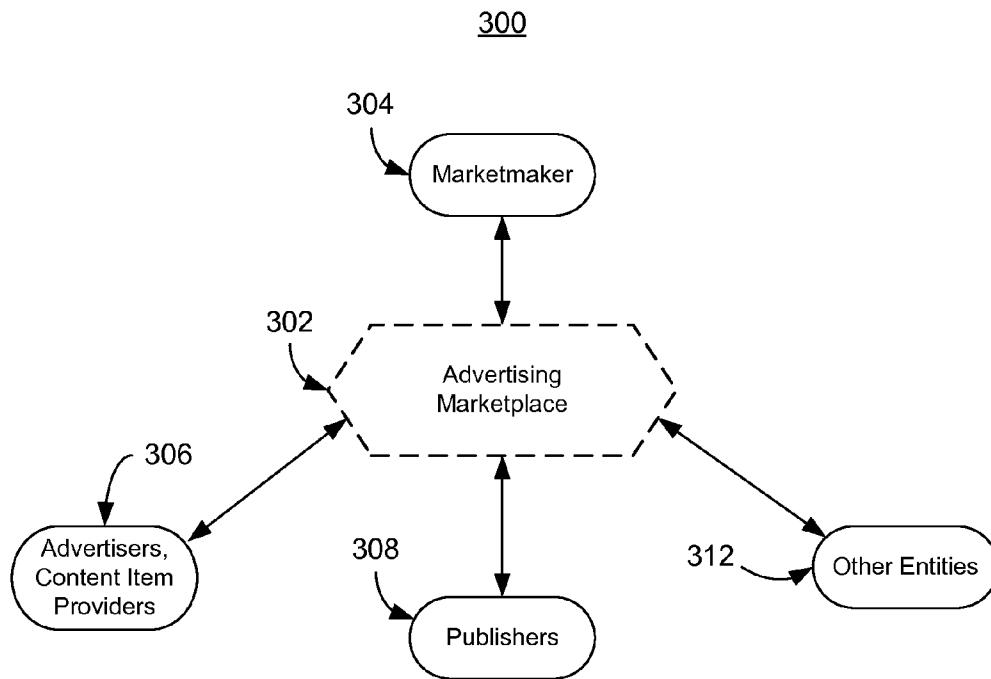 300
304
Marketmaker
302
Advertising
Marketplace
306
Advertisers,
Content Item
Providers
308
Publishers
312
Other Entities